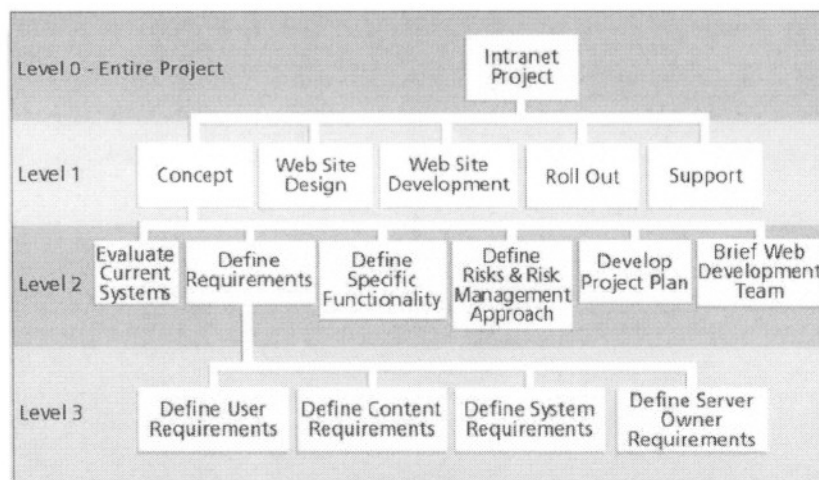 Level 0 - Entire Project
Intranet
Project
Level 1
Concept
Web Site
Design
Web Site
Development
Roll Out
Support
Level 2
Evaluate
Current
Systems
Define
Requirements
Define
Specific
Functionality
Define
Risks & Risk
Management
Approach
Develop
Project Plan
Brief Web
Development
Team
Level 3
Define User
Requirements
Define Content
Requirements
Define System
Requirements
Define Server
Owner
Requirements